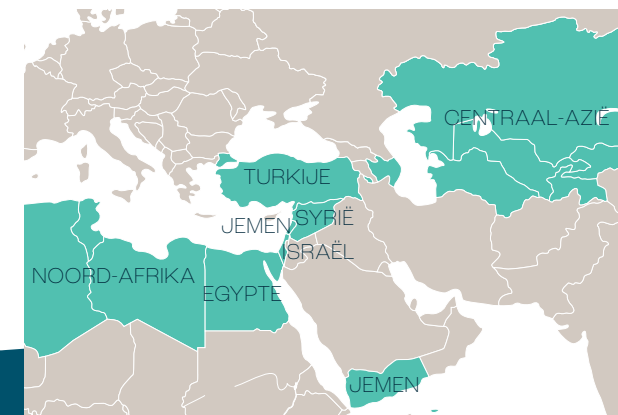 CENTRAAL-AZIË
TURKIJE
SYRIË
JEMEN
ISRAËL
NOORD-AFRIKA
EGYPTE
JEMEN